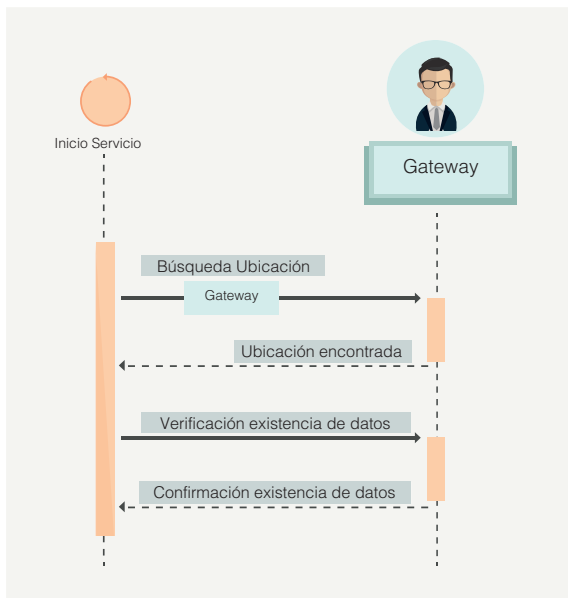 Gateway
Inicio Servicio
Búsqueda Ubicación
Gateway
Ubicación encontrada
Verificación existencia de datos
Confirmación existencia de datos